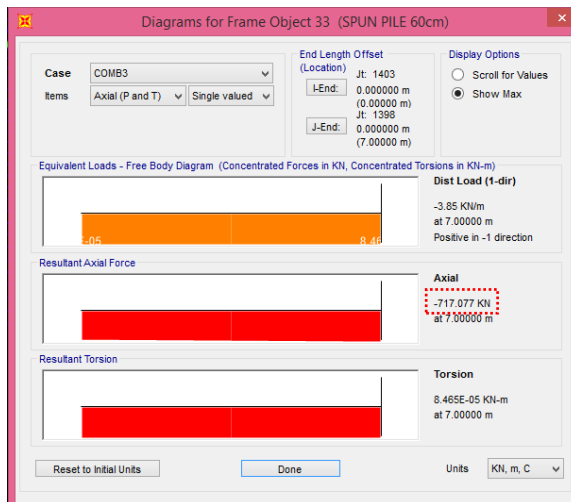 Diagrams for Frame Object 33 (SPUN PILE 60cm)
Case COMB3
Items Axial (P and T) Single valued
End Length Offset
(Location)
Jt: 1403
I-End: 0.000000 m
(0.00000 m)
Jt: 1398
J-End: 0.000000 m
(7.00000 m)
Display Options
Scroll for Values
Show Max
Equivalent Loads - Free Body Diagram (Concentrated Forces in KN, Concentrated Torsions in KN-m)
E-05 8.46
Dist Load (1-dir)
-3.85 KN/m
at 7.00000 m
Positive in -1 direction
Resultant Axial Force
Axial
-717.077 KN
at 7.00000 m
Resultant Torsion
Torsion
8.465E-05 KN-m
at 7.00000 m
Reset to Initial Units Done Units KN, m, C